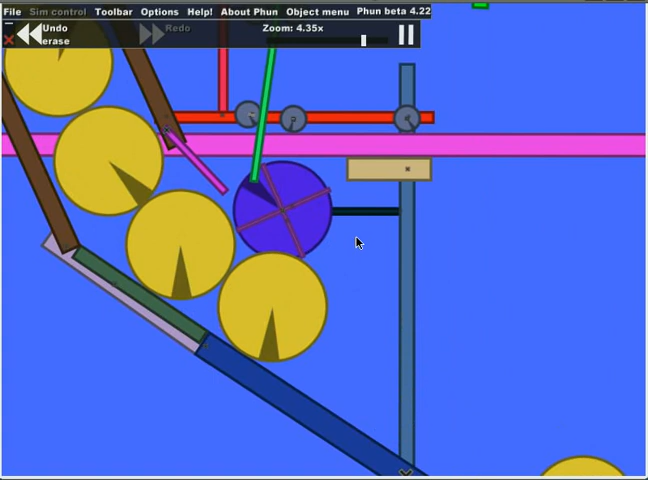 File Sim control Toolbar Options Help! About Phun Object menu Phun beta 4.22
Undo Redo Zoom: 4.35x
erase